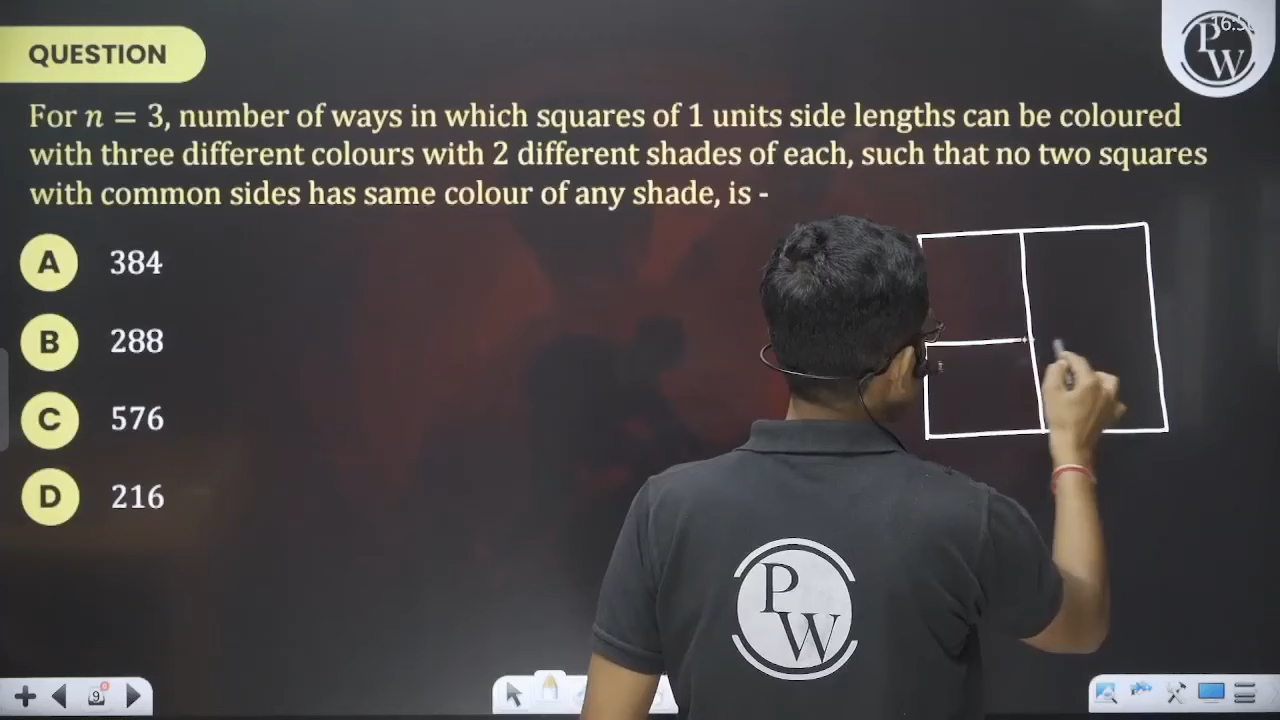 QUESTION
For n = 3, number of ways in which squares of 1 units side lengths can be coloured
with three different colours with 2 different shades of each, such that no two squares
with common sides has same colour of any shade, is -
A 384
B 288
C 576
D 216
P W
P W
9